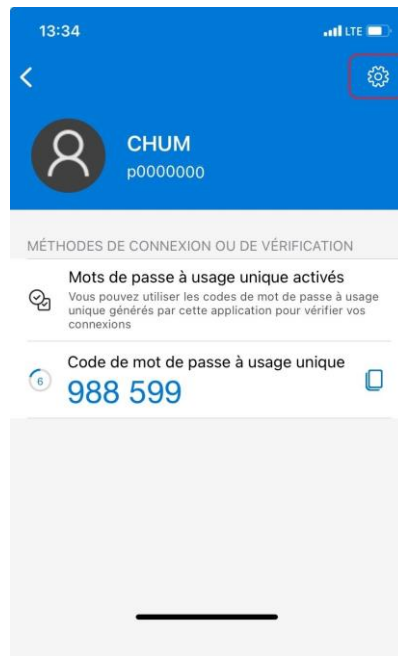 13:34
LTE
CHUM
p0000000
MÉTHODES DE CONNEXION OU DE VÉRIFICATION
Mots de passe à usage unique activés
Vous pouvez utiliser les codes de mot de passe à usage
unique générés par cette application pour vérifier vos
connexions
Code de mot de passe à usage unique
6
988 599